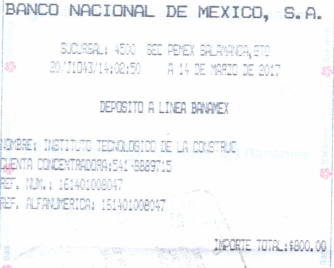 BANCO NACIONAL DE MEXICO, S.A.
SUCURSAL: 4500 SEC PEMEX SALAMANCA,GTO
20/J1043/14:02:50 A 14 DE MARZO DE 2017
DEPOSITO A LINEA BANAMEX
NOMBRE: INSTITUTO TECNOLOGICO DE LA CONSTRUC
CUENTA CONCENTRADORA:541-5889715
REF. NUM.: 161401008047
REF. ALFANUMERICA: 161401008047
IMPORTE TOTAL:$800.00